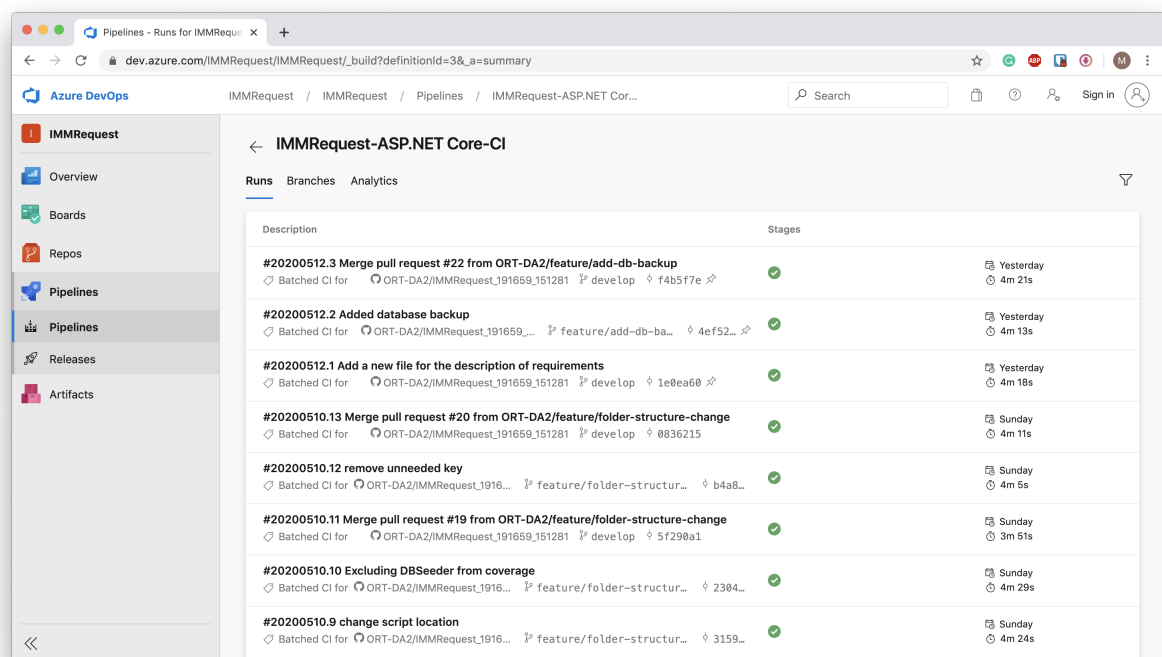 Pipelines - Runs for IMMReque
dev.azure.com/IMMRequest/IMMRequest/_build?definitionId=3&_a=summary
ABP
M
Azure DevOps
IMMRequest / IMMRequest / Pipelines / IMMRequest-ASP.NET Cor...
Search
Sign in
I IMMRequest
Overview
Boards
Repos
Pipelines
Pipelines
Releases
Artifacts
IMMRequest-ASP.NET Core-CI
Runs Branches Analytics
Description Stages
#20200512.3 Merge pull request #22 from ORT-DA2/feature/add-db-backup
Yesterday
Batched CI for ORT-DA2/IMMRequest_191659_151281 develop f4b5f7e
4m 21s
#20200512.2 Added database backup
Yesterday
Batched CI for ORT-DA2/IMMRequest_191659_... feature/add-db-ba... 4ef52...
4m 13s
#20200512.1 Add a new file for the description of requirements
Yesterday
Batched CI for ORT-DA2/IMMRequest_191659_151281 develop 1e0ea60
4m 18s
#20200510.13 Merge pull request #20 from ORT-DA2/feature/folder-structure-change
Sunday
Batched CI for ORT-DA2/IMMRequest_191659_151281 develop 0836215
4m 11s
#20200510.12 remove unneeded key
Sunday
Batched CI for ORT-DA2/IMMRequest_1916... feature/folder-structur... b4a8...
4m 5s
#20200510.11 Merge pull request #19 from ORT-DA2/feature/folder-structure-change
Sunday
Batched CI for ORT-DA2/IMMRequest_191659_151281 develop 5f290a1
3m 51s
#20200510.10 Excluding DBSeeder from coverage
Sunday
Batched CI for ORT-DA2/IMMRequest_1916... feature/folder-structur... 2304...
4m 29s
#20200510.9 change script location
Sunday
Batched CI for ORT-DA2/IMMRequest_1916... feature/folder-structur... 3159...
4m 24s